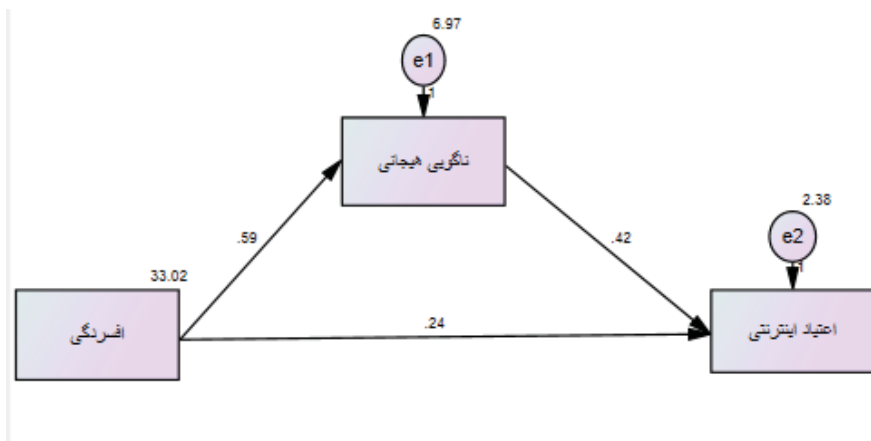 6.97
e1
1
ناگویی هیجانی
2.38
.59
.42
e2
1
33.02
افسردگی
.24
اعتیاد اینترنتی